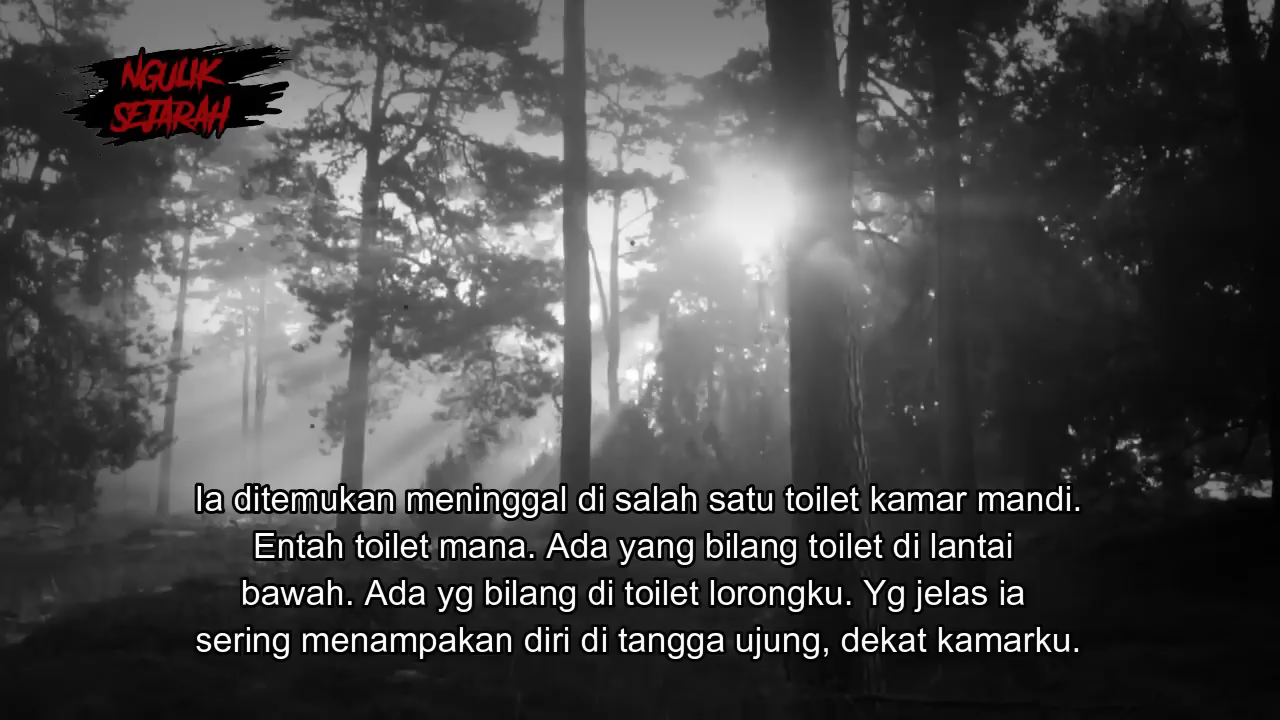 NGULIK
SEJARAH
Ia ditemukan meninggal di salah satu toilet kamar mandi.
Entah toilet mana. Ada yang bilang toilet di lantai
bawah. Ada yg bilang di toilet lorongku. Yg jelas ia
sering menampakan diri di tangga ujung, dekat kamarku.